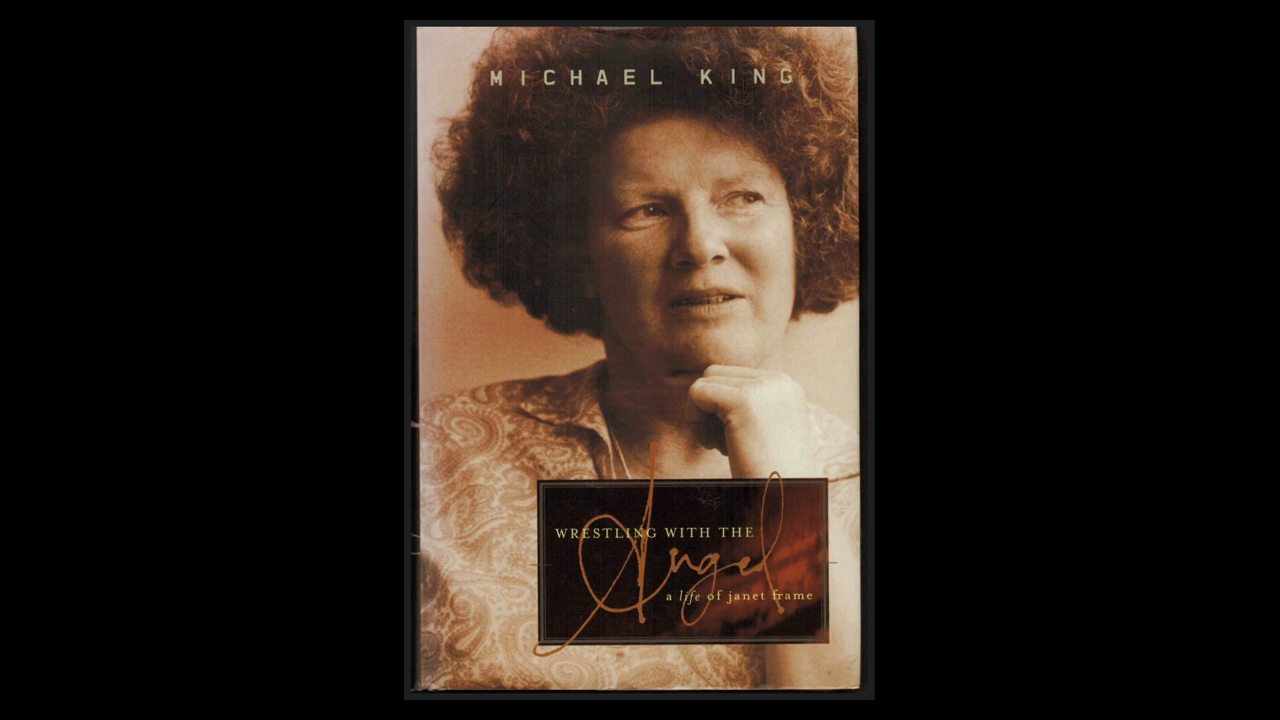 MICHAEL KING
WRESTLING WITH THE
Angel
a life of janet frame